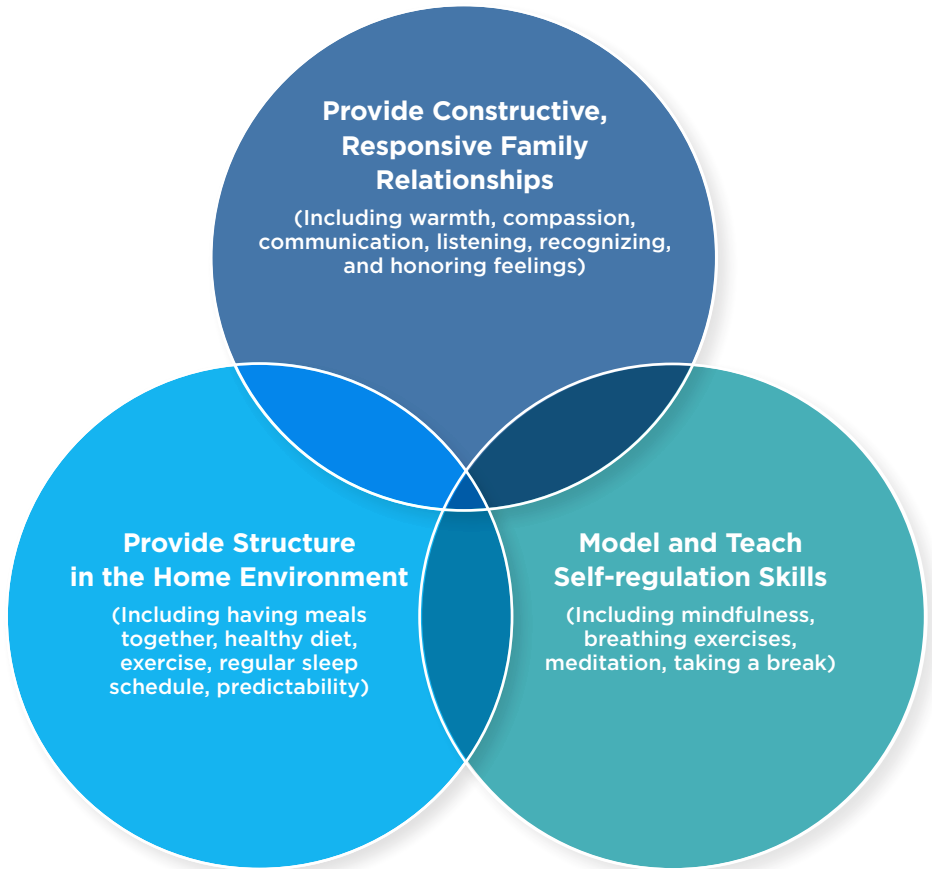 Provide Constructive,
Responsive Family
Relationships
(Including warmth, compassion,
communication, listening, recognizing,
and honoring feelings)
Provide Structure
in the Home Environment
(Including having meals
together, healthy diet,
exercise, regular sleep
schedule, predictability)
Model and Teach
Self-regulation Skills
(Including mindfulness,
breathing exercises,
meditation, taking a break)